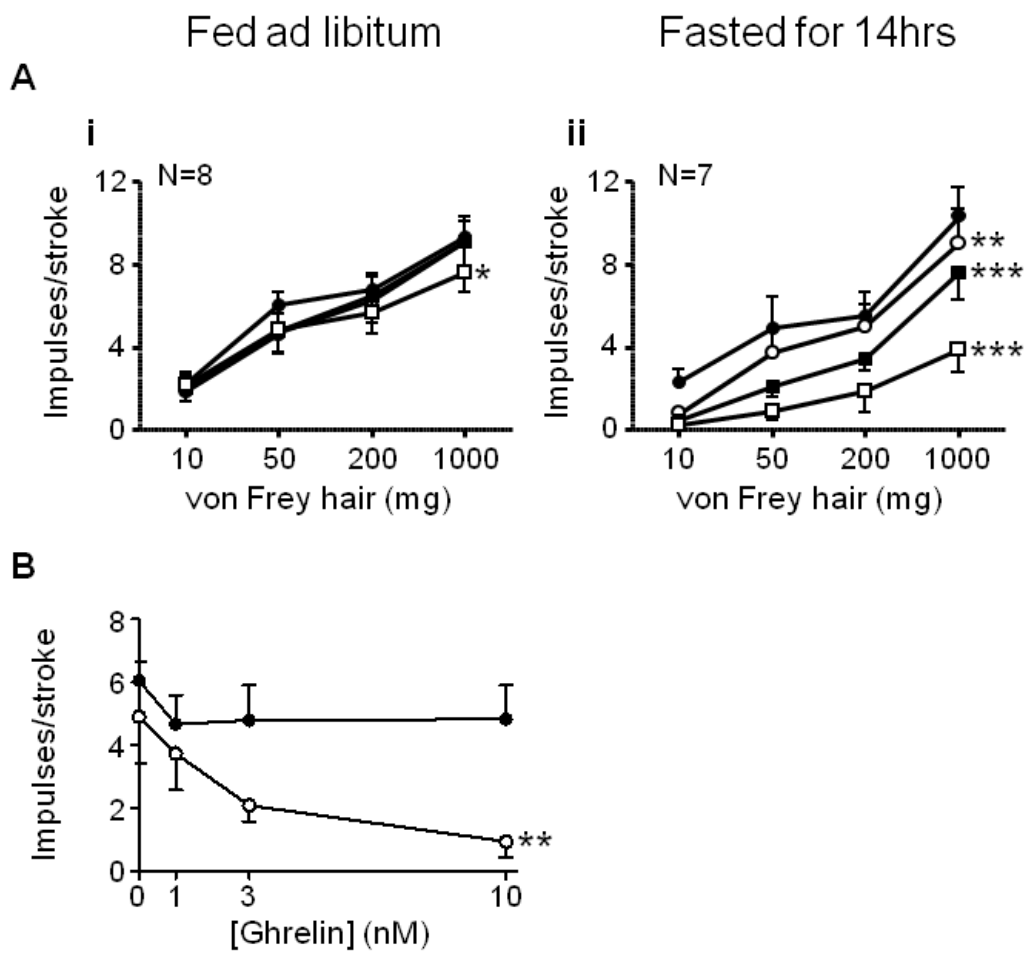 Fed ad libitum
Fasted for 14hrs
A
i
ii
N=8
N=7
12
8
4
0
Impulses/stroke
*
10 50 200 1000
von Frey hair (mg)
12
8
4
0
Impulses/stroke
**
***
***
10 50 200 1000
von Frey hair (mg)
B
8
6
4
2
0
Impulses/stroke
**
0 1 3 10
[Ghrelin] (nM)